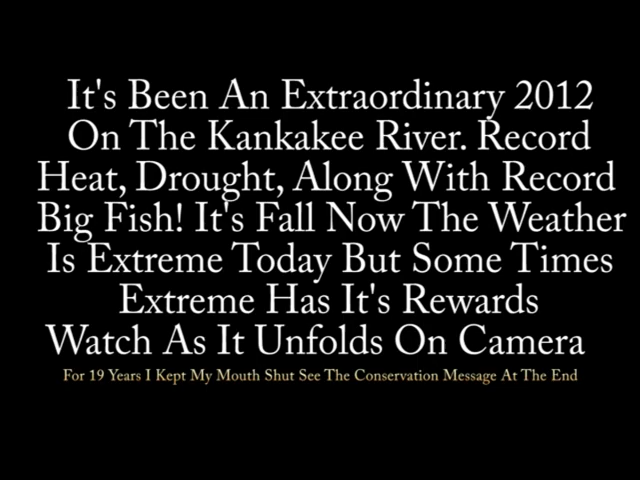 It's Been An Extraordinary 2012
On The Kankakee River. Record
Heat, Drought, Along With Record
Big Fish! It's Fall Now The Weather
Is Extreme Today But Some Times
Extreme Has It's Rewards
Watch As It Unfolds On Camera
For 19 Years I Kept My Mouth Shut See The Conservation Message At The End